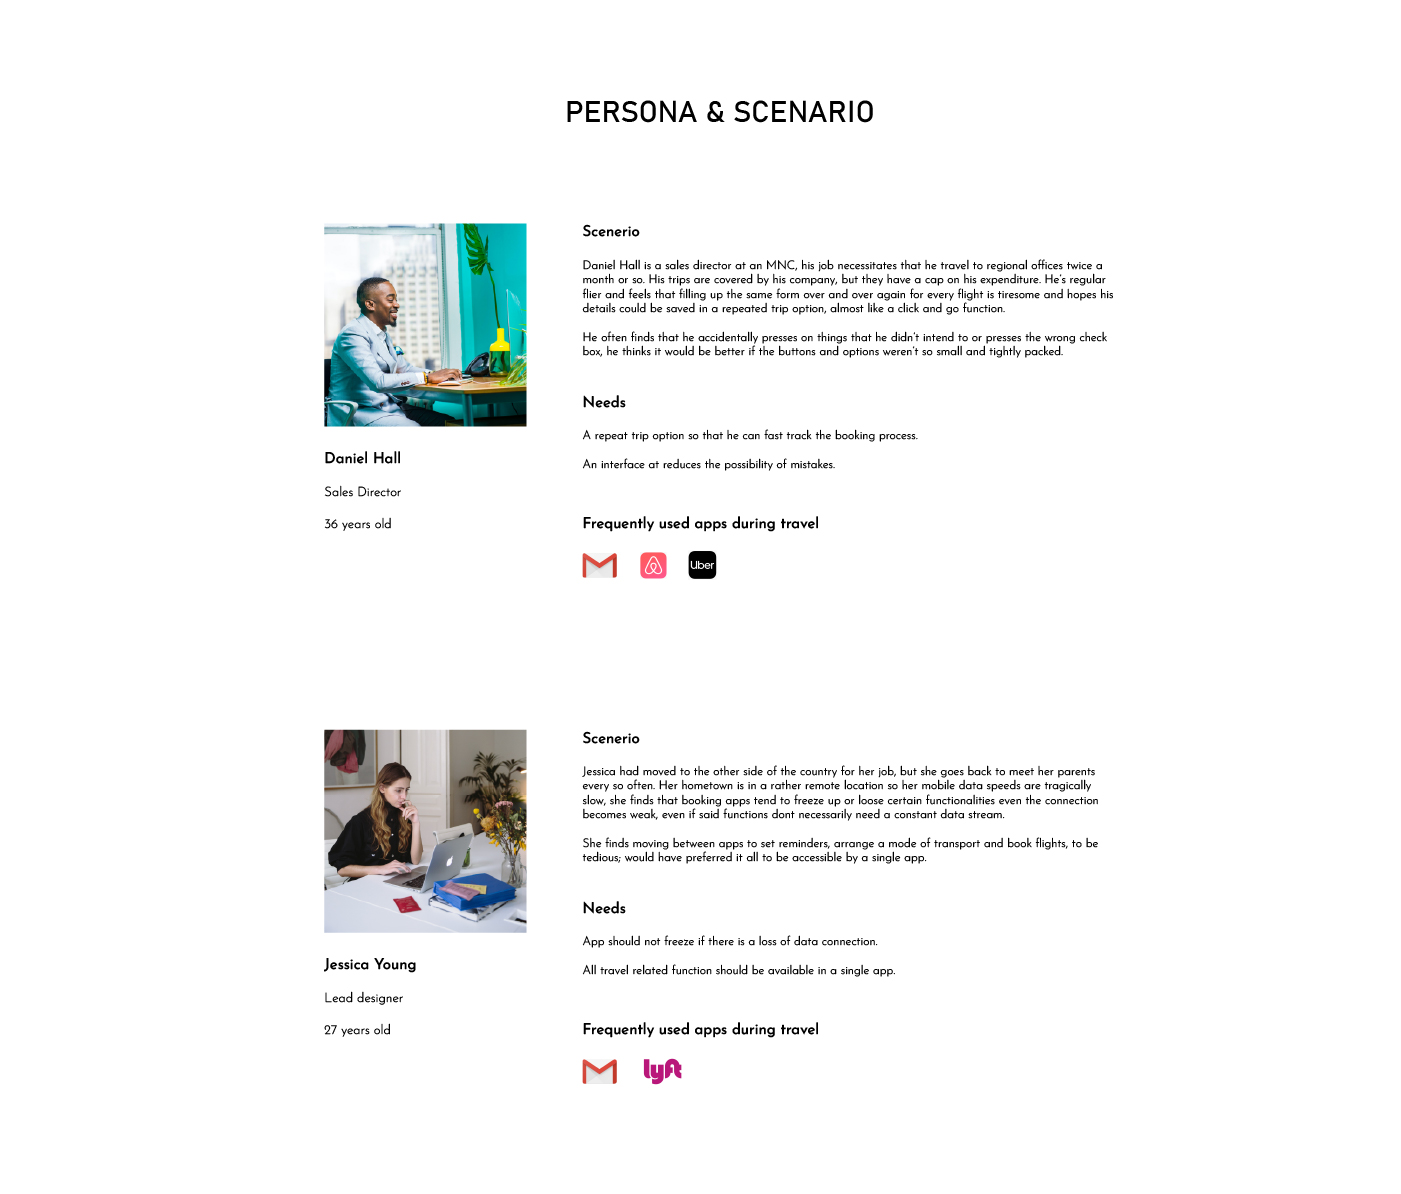 PERSONA & SCENARIO
Scenerio
Daniel Hall is a sales director at an MNC, his job necessitates that he travel to regional offices twice a
month or so. His trips are covered by his company, but they have a cap on his expenditure. He's regular
flier and feels that filling up the same form over and over again for every flight is tiresome and hopes his
details could be saved in a repeated trip option, almost like a click and go function.
He often finds that he accidentally presses on things that he didn't intend to or presses the wrong check
box, he thinks it would be better if the buttons and options weren't so small and tightly packed.
Needs
A repeat trip option so that he can fast track the booking process.
An interface at reduces the possibility of mistakes.
Daniel Hall
Sales Director
36 years old
Frequently used apps during travel
Uber
Scenerio
Jessica had moved to the other side of the country for her job, but she goes back to meet her parents
every so often. Her hometown is in a rather remote location so her mobile data speeds are tragically
slow, she finds that booking apps tend to freeze up or loose certain functionalities even the connection
becomes weak, even if said functions dont necessarily need a constant data stream.
She finds moving between apps to set reminders, arrange a mode of transport and book flights, to be
tedious; would have preferred it all to be accessible by a single app.
Needs
App should not freeze if there is a loss of data connection.
All travel related function should be available in a single app.
Jessica Young
Lead designer
27 years old
Frequently used apps during travel
lyft